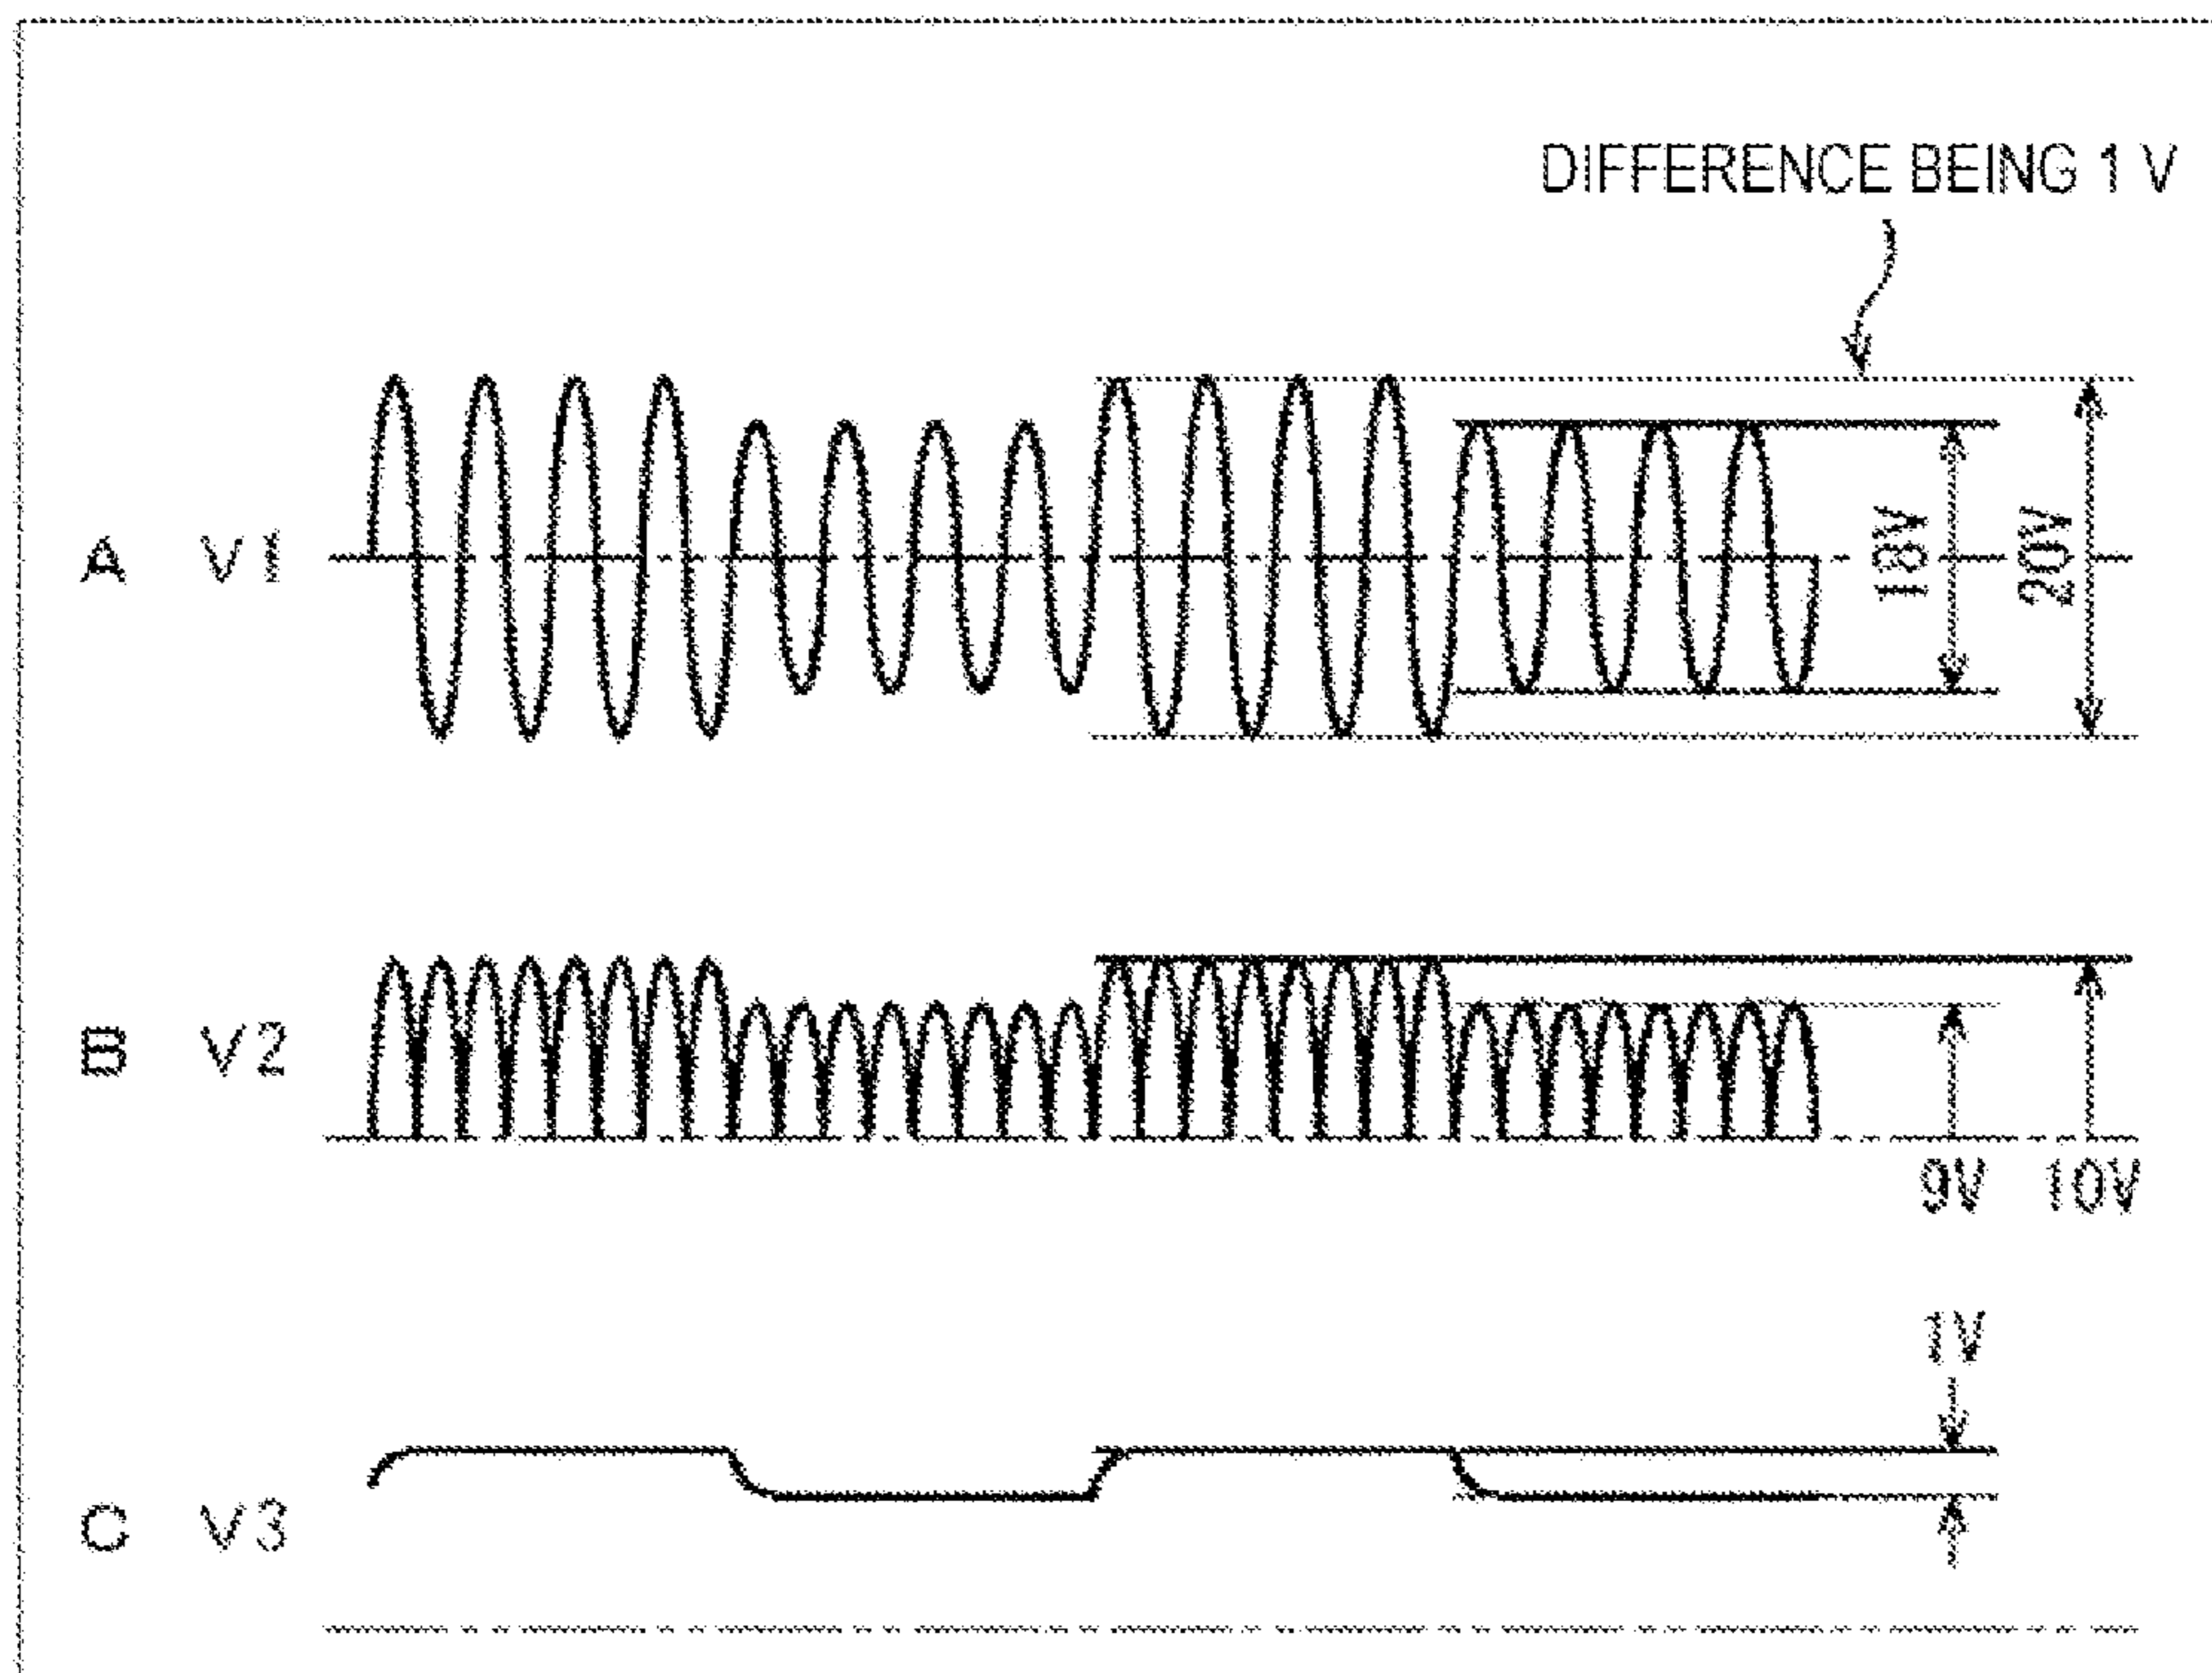 DIFFERENCE BEING 1 V
A V1
18V
20V
B V2
9V 10V
1V
C V3